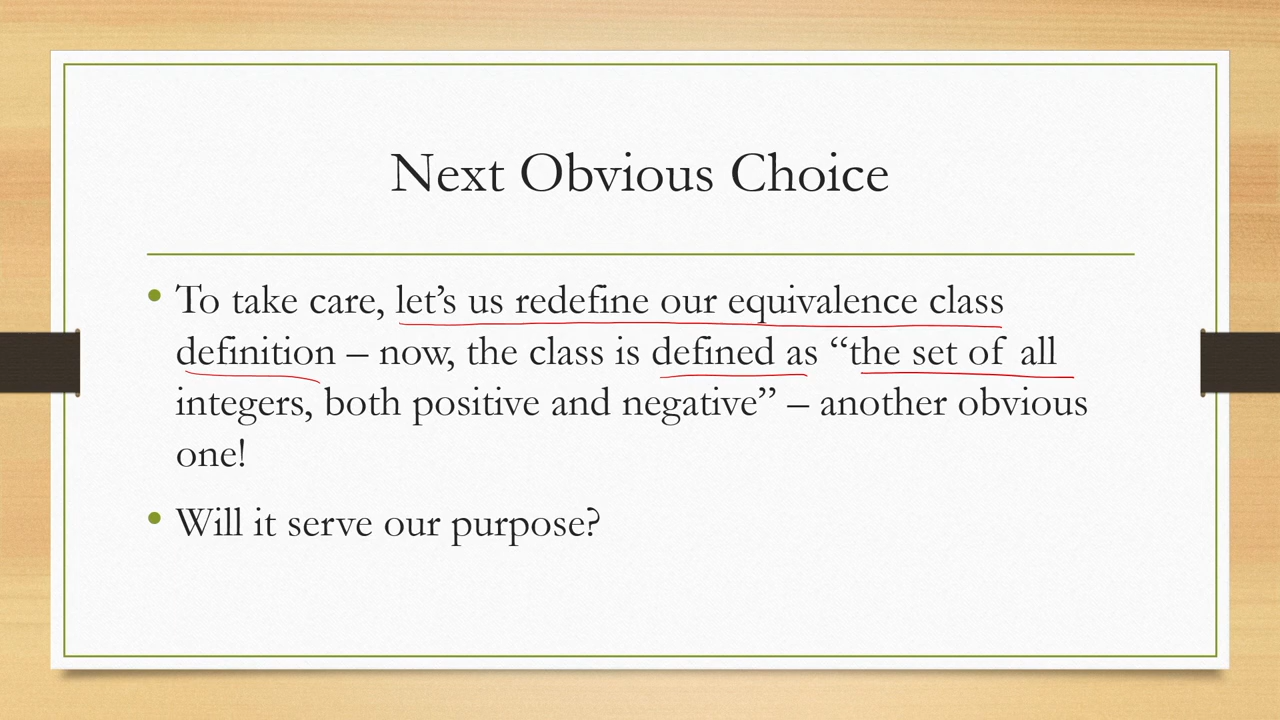 Next Obvious Choice
• To take care, let’s us redefine our equivalence class
definition – now, the class is defined as “the set of all
integers, both positive and negative” – another obvious
one!
• Will it serve our purpose?